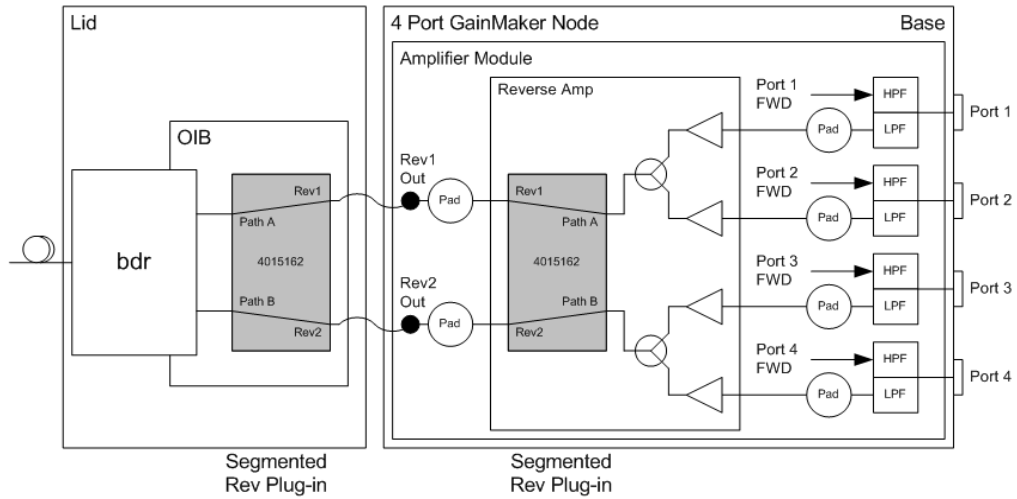 Lid
4 Port GainMaker Node
Base
Amplifier Module
Reverse Amp
OIB
bdr
Rev1
Path A
4015162
Path B
Rev2
Rev1
Out
Pad
Rev2
Out
Pad
Rev1
Path A
4015162
Path B
Rev2
Port 1
FWD
HPF
Pad
LPF
Port 1
Port 2
FWD
HPF
Pad
LPF
Port 2
Port 3
FWD
HPF
Pad
LPF
Port 3
Port 4
FWD
HPF
Pad
LPF
Port 4
Segmented
Rev Plug-in
Segmented
Rev Plug-in